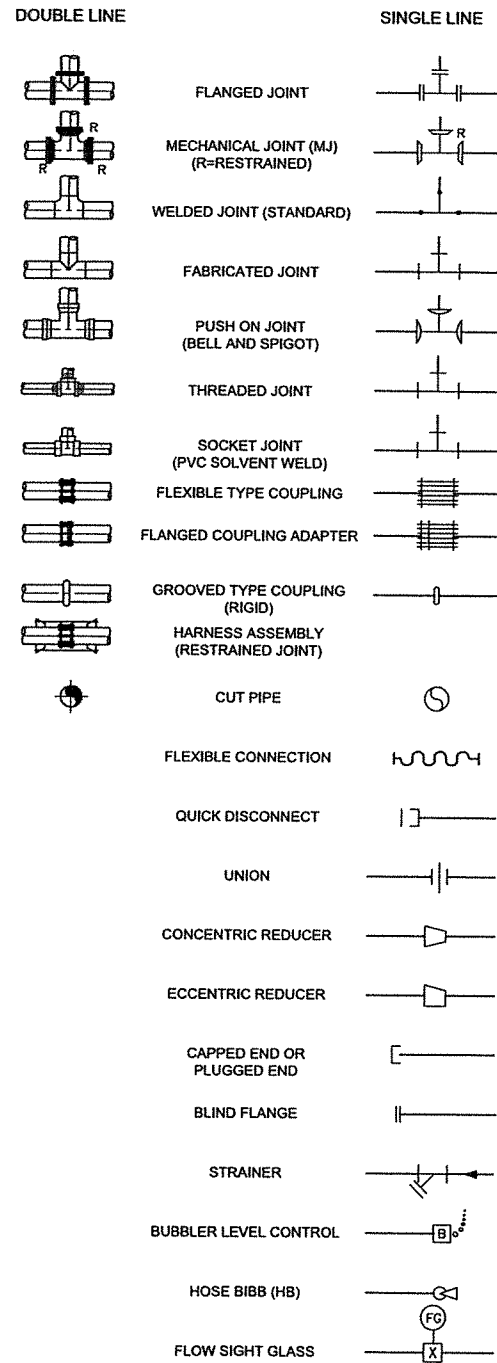 DOUBLE LINE
SINGLE LINE
FLANGED JOINT
R
MECHANICAL JOINT (MJ)
R
(R=RESTRAINED)
R
R
WELDED JOINT (STANDARD)
FABRICATED JOINT
PUSH ON JOINT
(BELL AND SPIGOT)
THREADED JOINT
SOCKET JOINT
(PVC SOLVENT WELD)
FLEXIBLE TYPE COUPLING
FLANGED COUPLING ADAPTER
GROOVED TYPE COUPLING
(RIGID)
HARNESS ASSEMBLY
(RESTRAINED JOINT)
CUT PIPE
FLEXIBLE CONNECTION
QUICK DISCONNECT
UNION
CONCENTRIC REDUCER
ECCENTRIC REDUCER
CAPPED END OR
PLUGGED END
BLIND FLANGE
STRAINER
BUBBLER LEVEL CONTROL
B
HOSE BIBB (HB)
FG
FLOW SIGHT GLASS
X